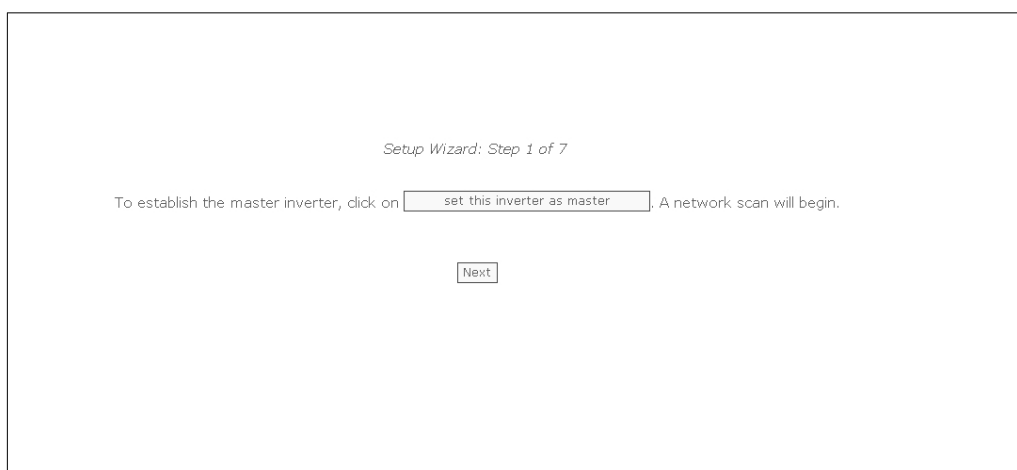 Setup Wizard: Step 1 of 7
To establish the master inverter, click on set this inverter as master. A network scan will begin.
Next